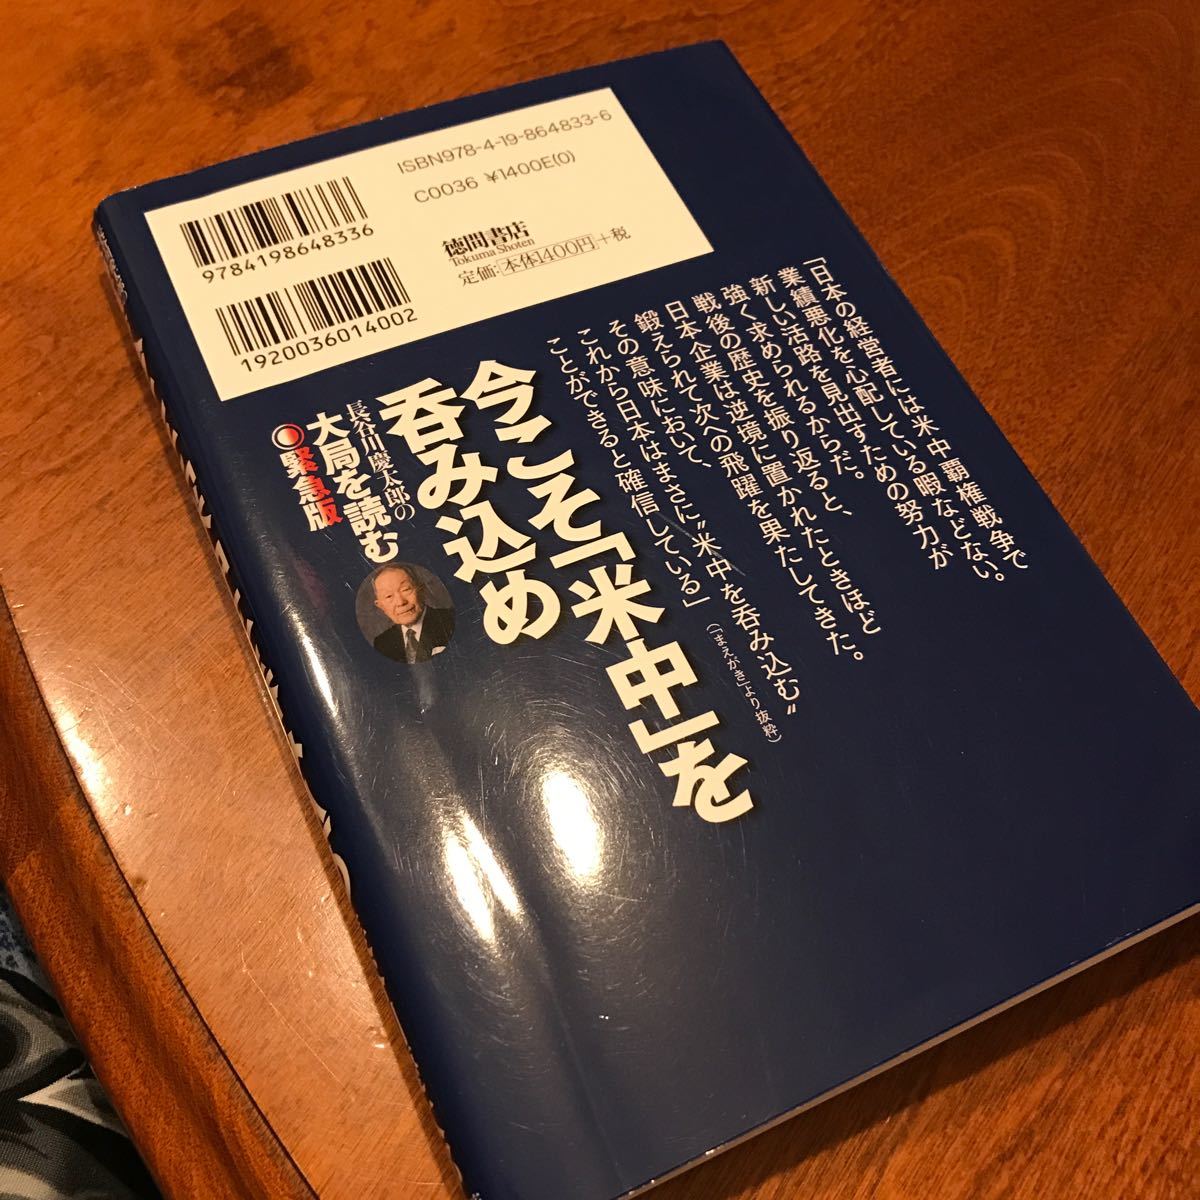 ISBN978-4-19-864833-6
C0036 ¥1400E(0)
9784198648336
1920036014002
徳間書店
Tokuma Shoten
定価:本体1400円+税
「日本の経営者には米中覇権戦争で
業績悪化を心配している暇などない。
新しい活路を見出すための努力が
強く求められるからだ。
戦後の歴史を振り返ると、
日本企業は逆境に置かれたときほど
鍛えられて次への飛躍を果たしてきた。
その意味において、
これから日本はまさに〝米中を呑み込む〟
ことができると確信している」
(「まえがき」より抜粋)
今こそ「米中」を
呑み込め
長谷川慶太郎の
大局を読む
緊急版